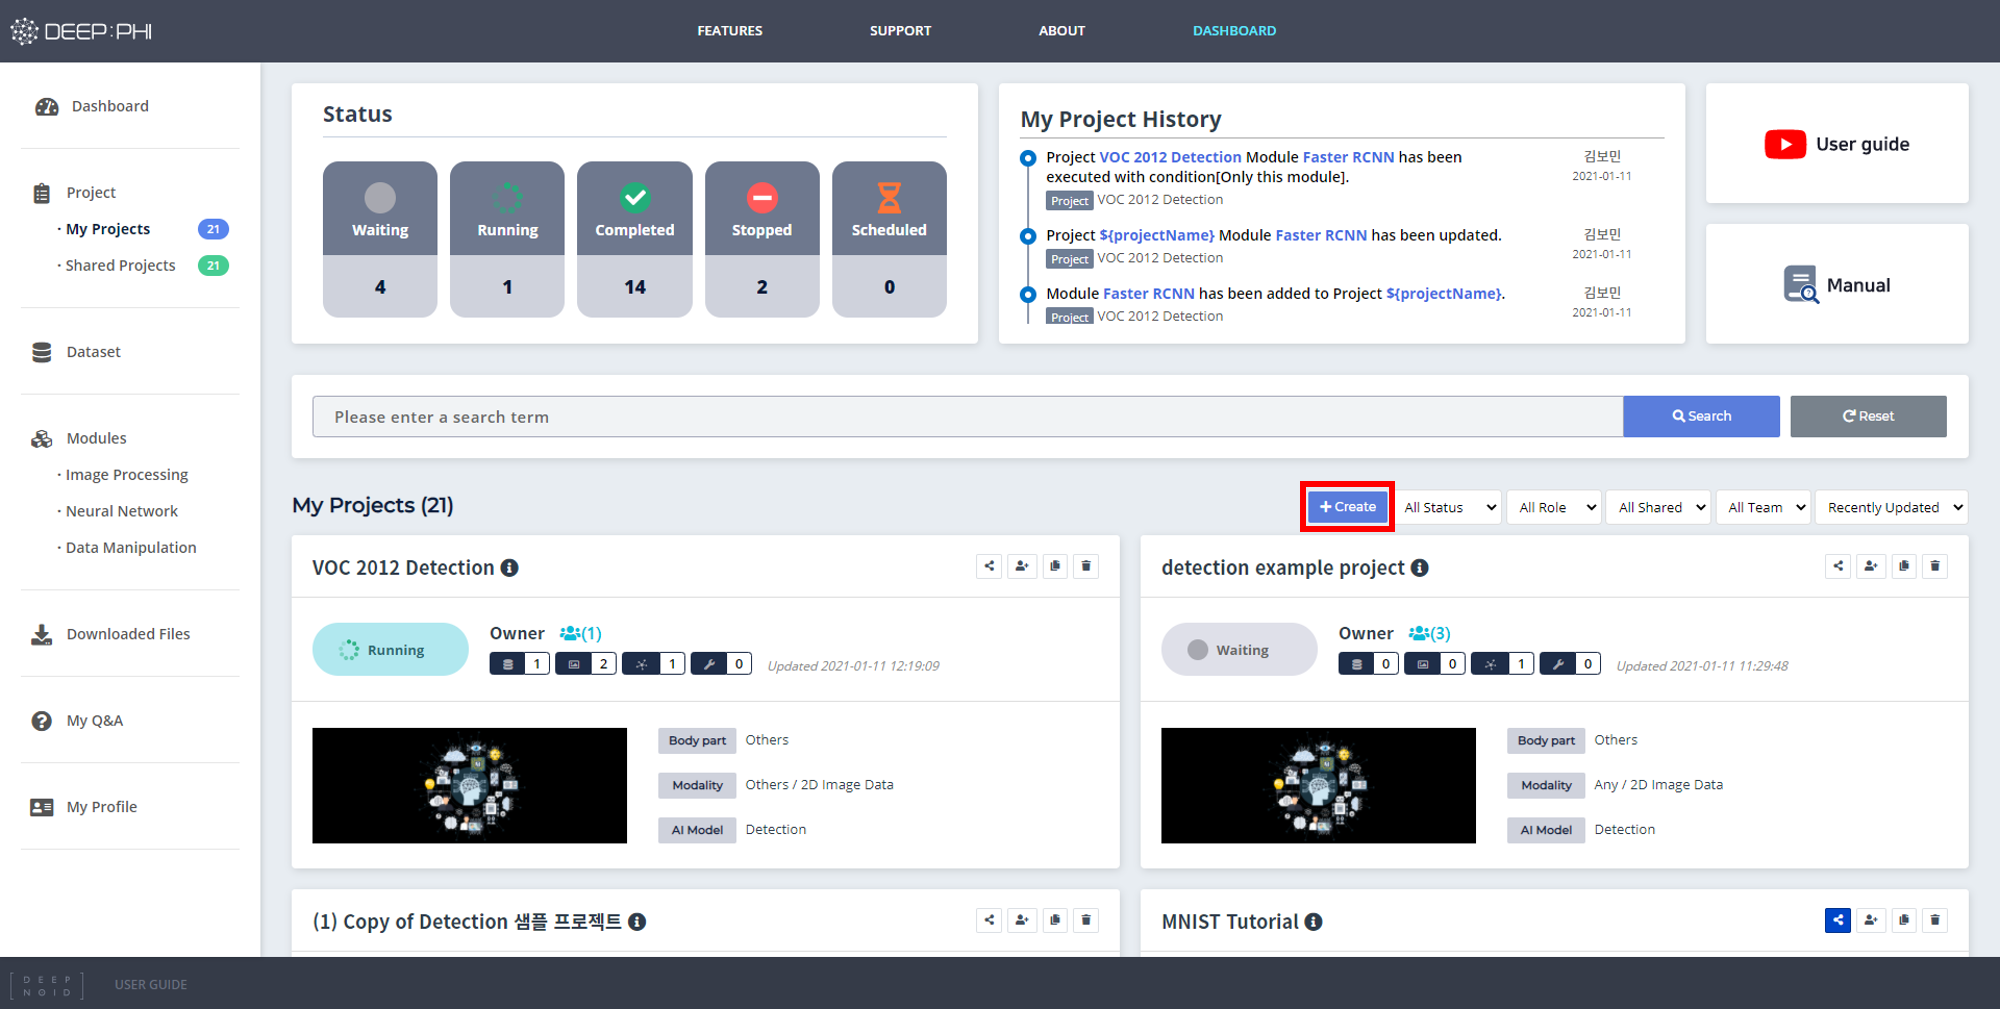 DEEP:PHI
FEATURES
SUPPORT
ABOUT
DASHBOARD
Dashboard
Project
· My Projects 21
· Shared Projects 21
Dataset
Modules
· Image Processing
· Neural Network
· Data Manipulation
Downloaded Files
My Q&A
My Profile
Status
Waiting
4
Running
1
Completed
14
Stopped
2
Scheduled
0
My Project History
Project VOC 2012 Detection Module Faster RCNN has been
executed with condition[Only this module].
Project VOC 2012 Detection
김보민
2021-01-11
Project ${projectName} Module Faster RCNN has been updated.
Project VOC 2012 Detection
김보민
2021-01-11
Module Faster RCNN has been added to Project ${projectName}.
Project VOC 2012 Detection
김보민
2021-01-11
User guide
Manual
Please enter a search term
Search
Reset
My Projects (21)
+ Create
All Status
All Role
All Shared
All Team
Recently Updated
VOC 2012 Detection
Running
Owner (1)
1 2 1 0 Updated 2021-01-11 12:19:09
Body part Others
Modality Others / 2D Image Data
AI Model Detection
detection example project
Waiting
Owner (3)
0 0 1 0 Updated 2021-01-11 11:29:48
Body part Others
Modality Any / 2D Image Data
AI Model Detection
(1) Copy of Detection 샘플 프로젝트
MNIST Tutorial
DEEP
NOID
USER GUIDE